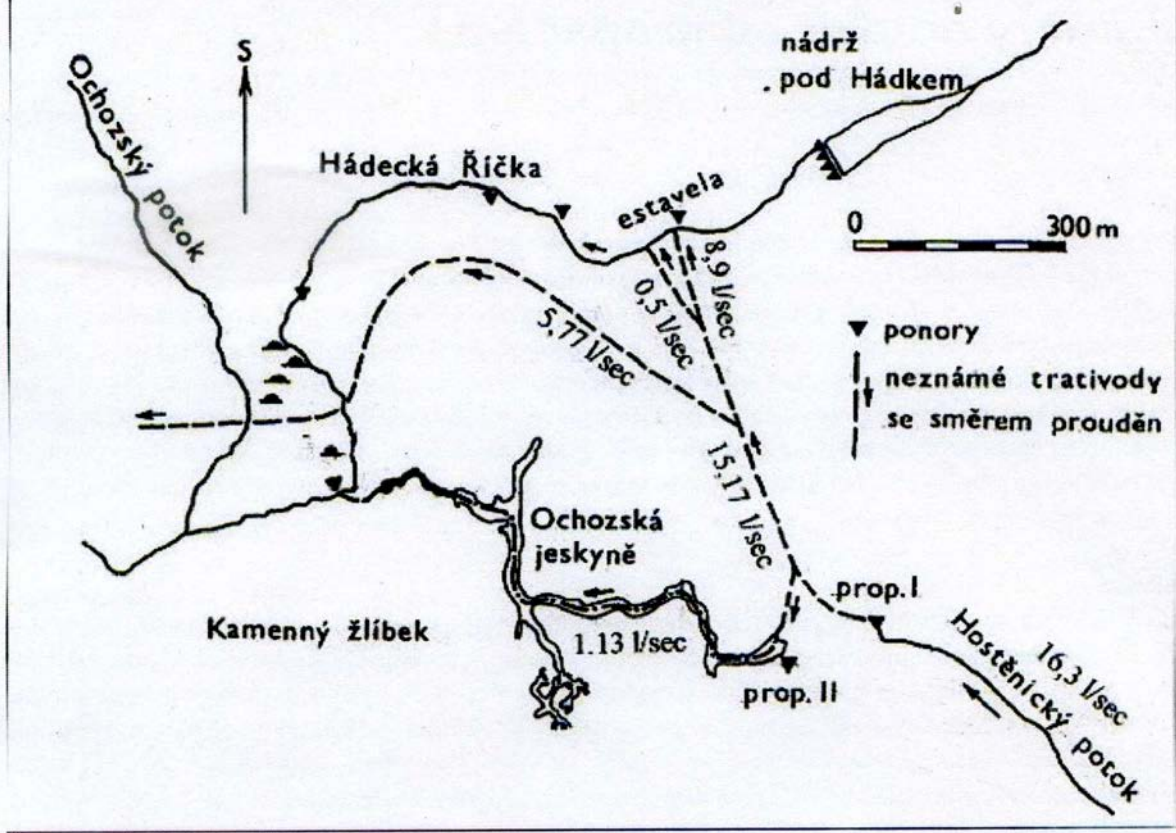 nádrž
pod Hádkem
S
Ochozský potok
Hádecká Říčka
estavela
0 300 m
8,9 l/sec
0,5 l/sec
5,77 l/sec
ponory
neznámé trativody
se směrem prouděn
15,17 l/sec
Ochozská
jeskyně
prop. I
Kamenný žlíbek
1.13 l/sec
prop. II
Hostěnický potok
16,3 l/sec